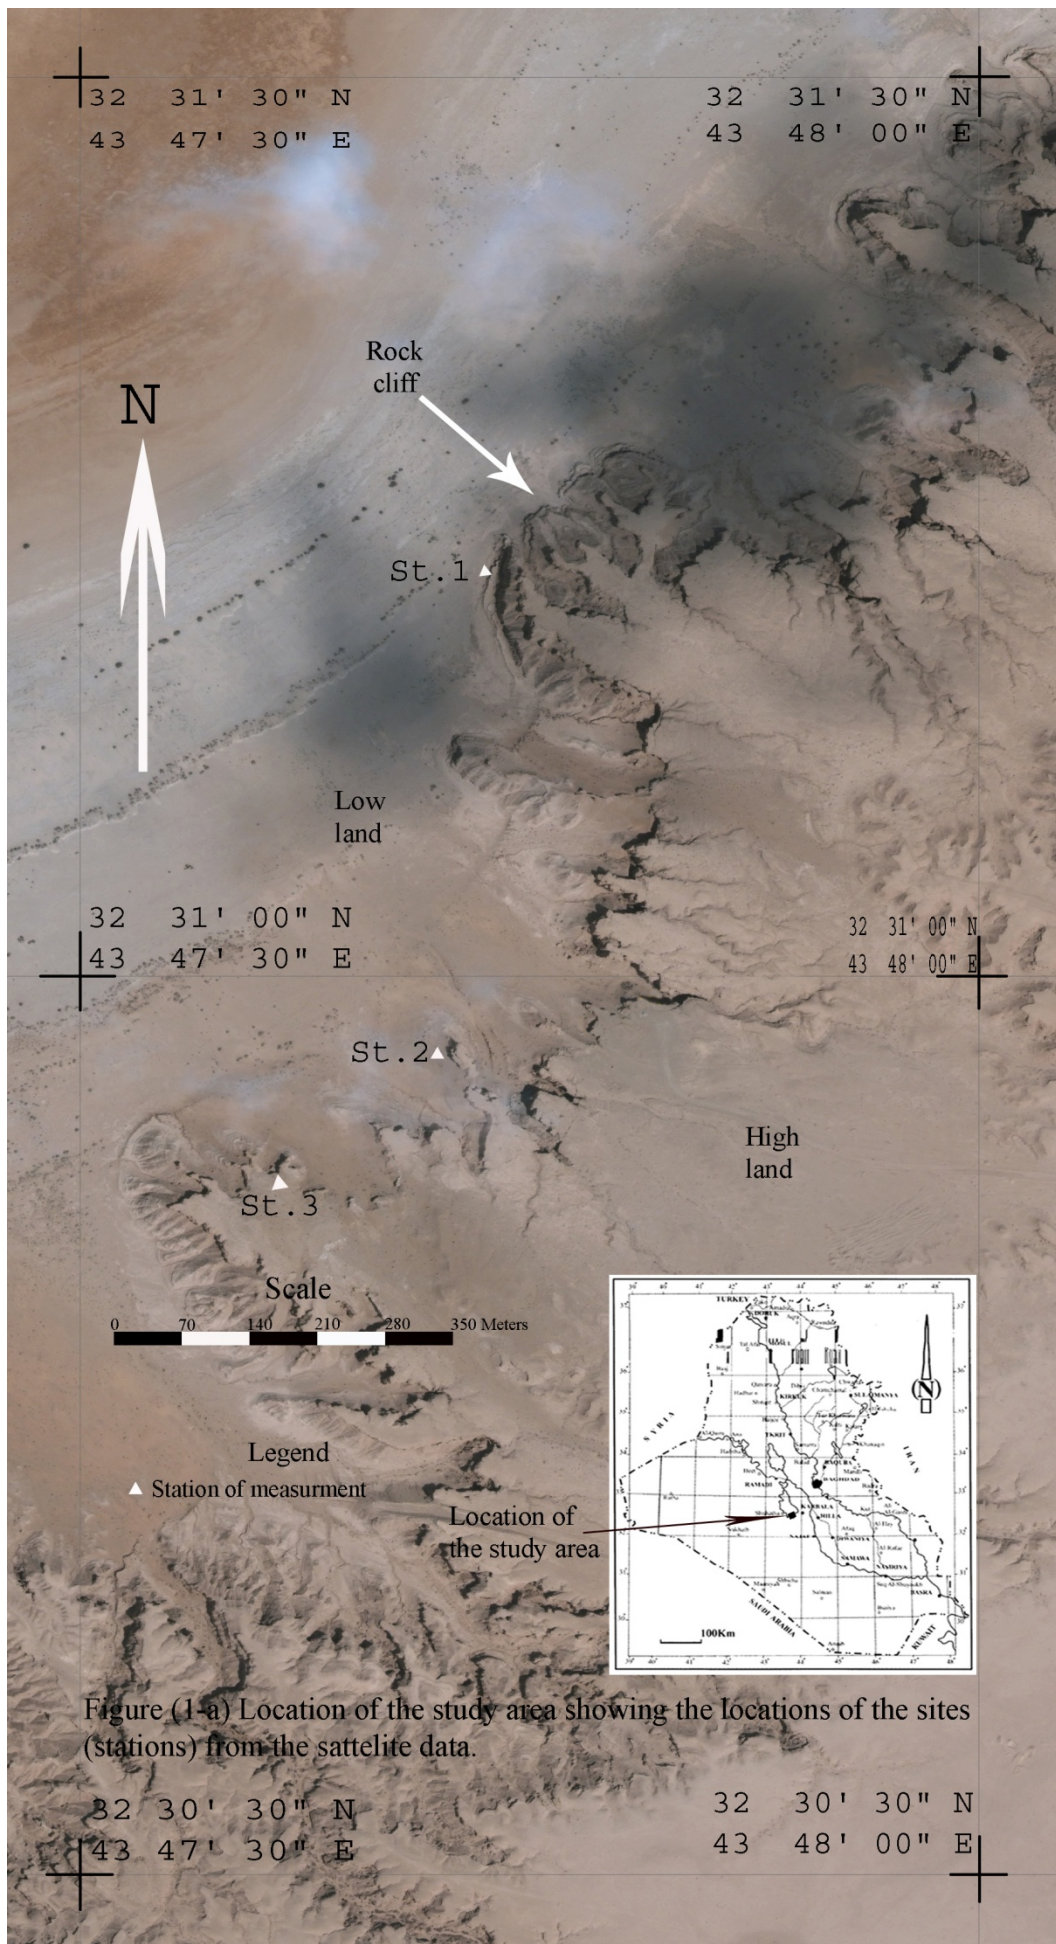 32 31' 30" N
43 47' 30" E
32 31' 30" N
43 48' 00" E
Rock
cliff
N
St.1
Low
land
32 31' 00" N
43 47' 30" E
32 31' 00" N
43 48' 00" E
St.2
High
land
St.3
Scale
0 70 140 210 280 350 Meters
Legend
Station of measurment
Location of
the study area
TURKEY
SYRIA
IRAN
(N)
KIRKUK
TKRIT
BAQUBA
BAGHDAD
RAMADI
KARBALA
HILLA
DIWANIYA
SAMAWA
BASRA
SAUDI ARABIA
KUWAIT
100Km
Figure (1-a) Location of the study area showing the locations of the sites
(stations) from the sattelite data.
32 30' 30" N
43 47' 30" E
32 30' 30" N
43 48' 00" E